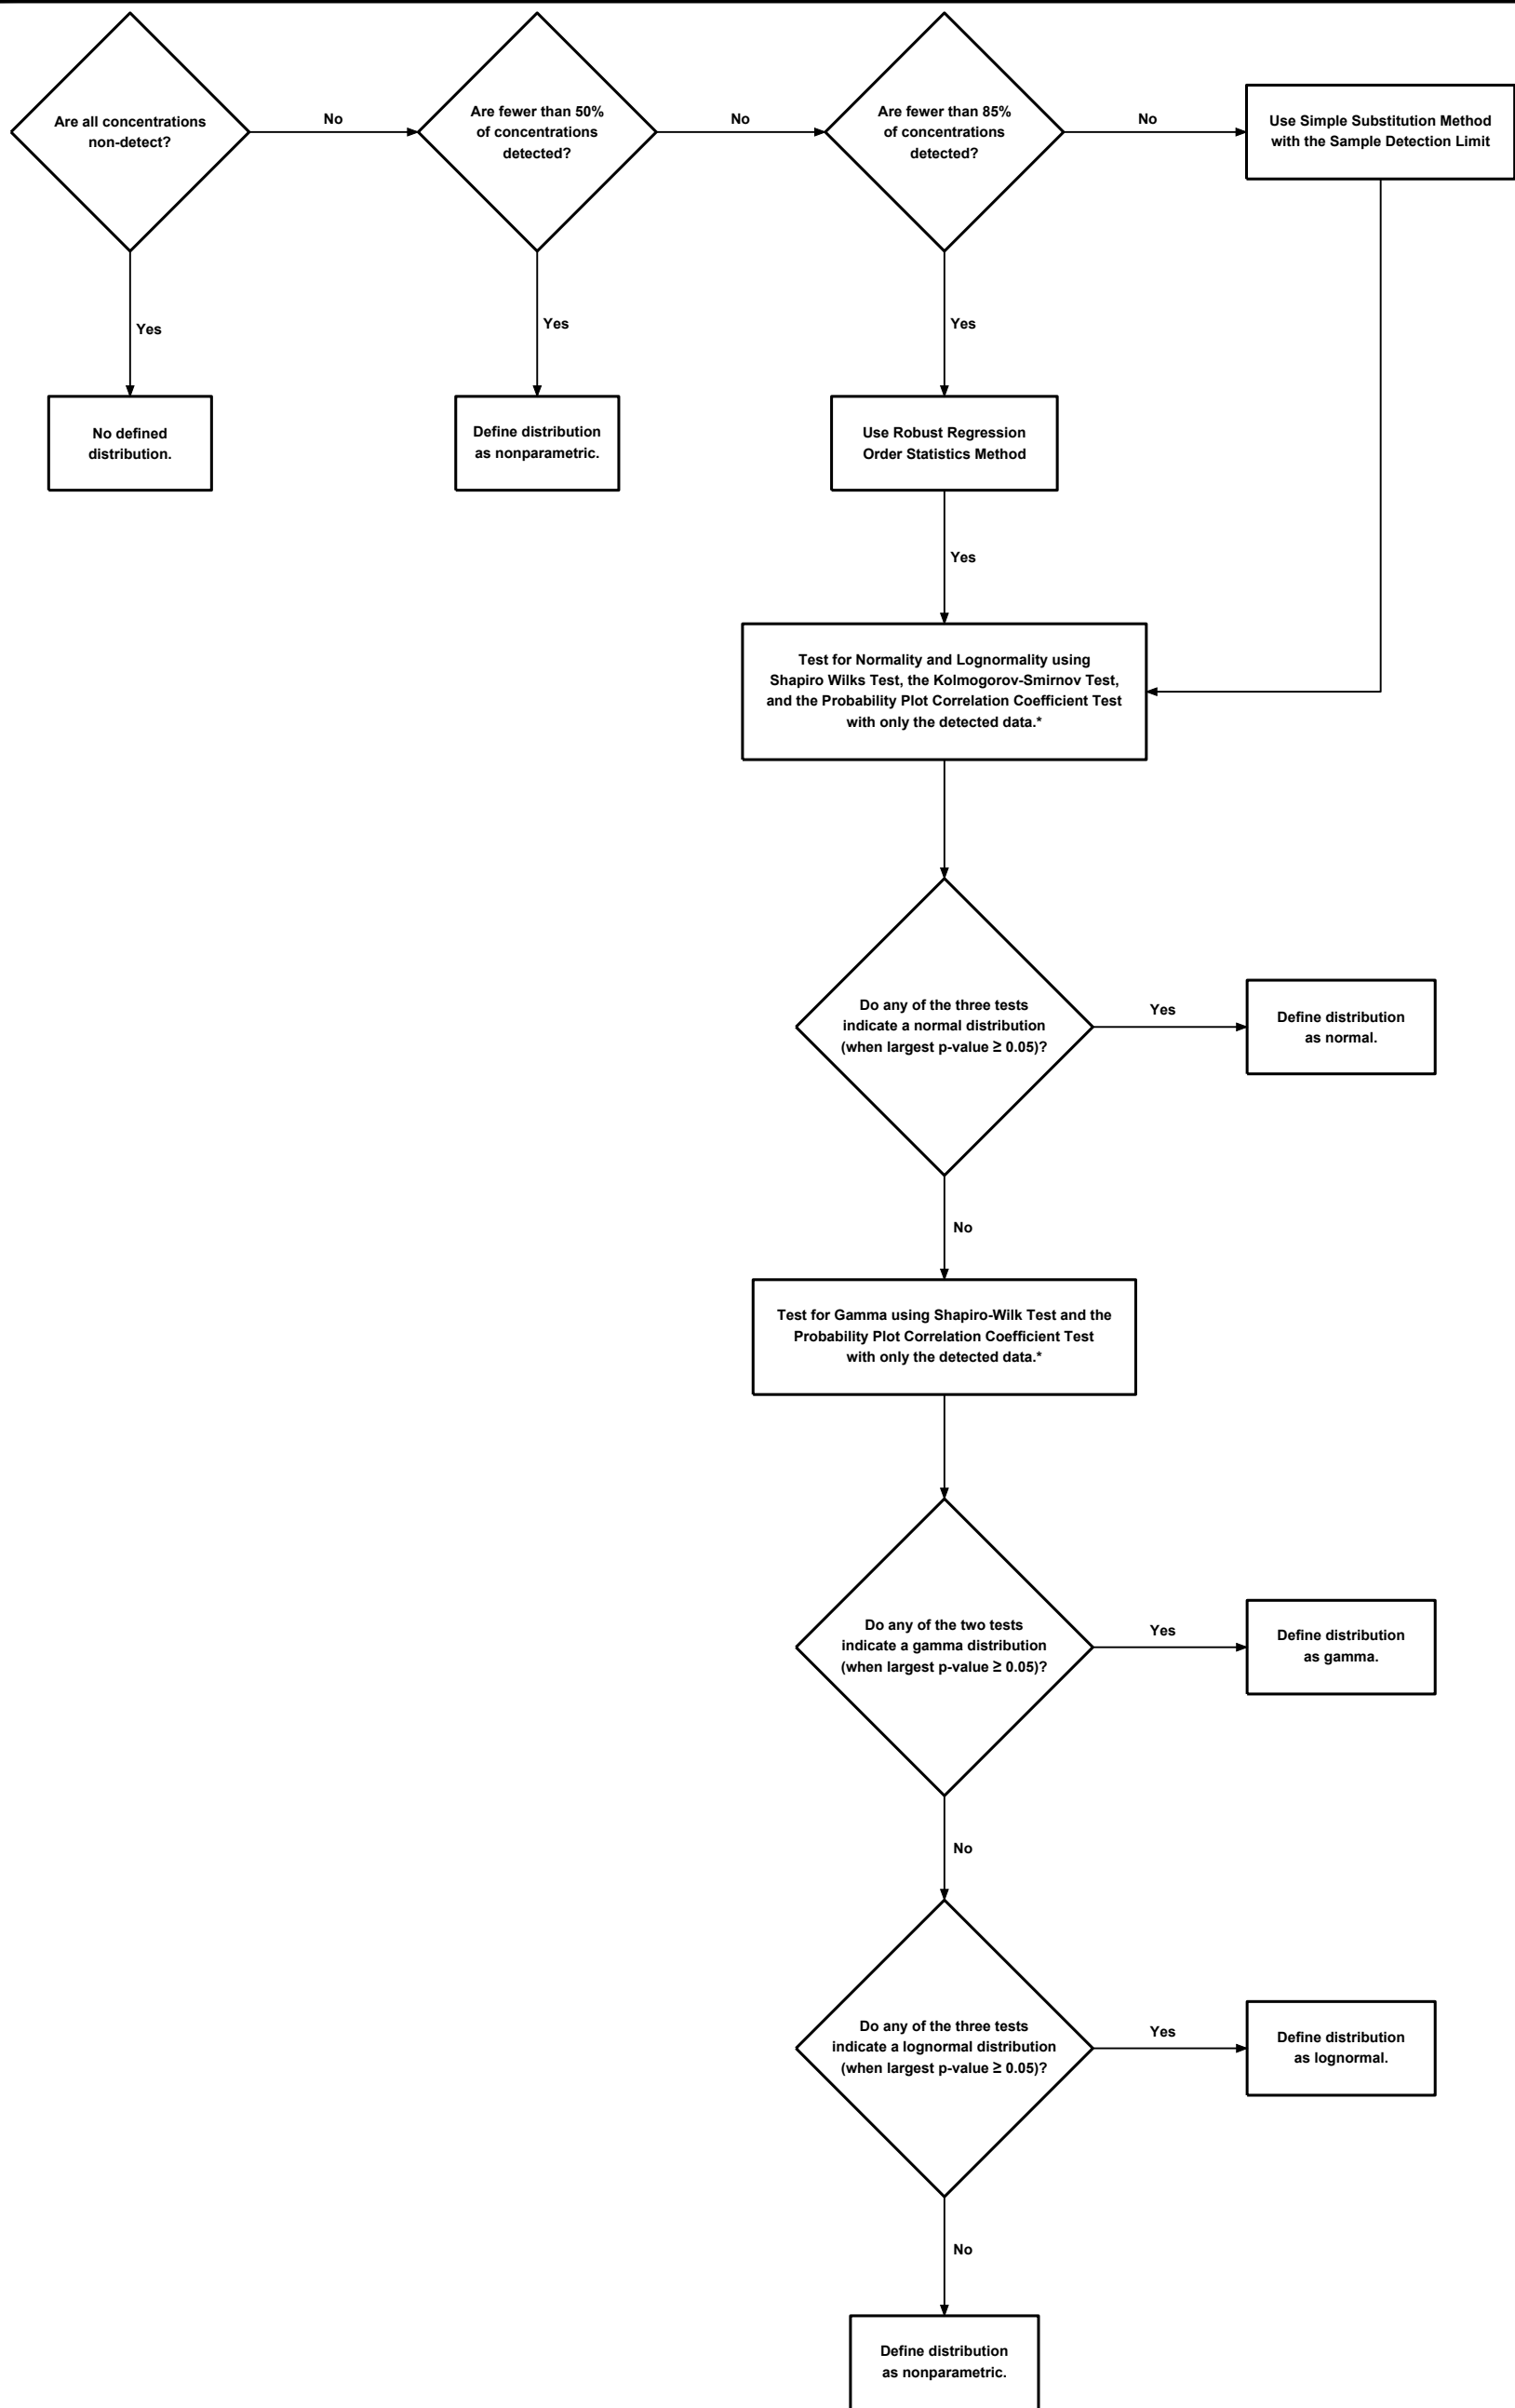 Are all concentrations
non-detect?
No
Are fewer than 50%
of concentrations
detected?
No
Are fewer than 85%
of concentrations
detected?
No
Use Simple Substitution Method
with the Sample Detection Limit
Yes
Yes
Yes
No defined
distribution.
Define distribution
as nonparametric.
Use Robust Regression
Order Statistics Method
Yes
Test for Normality and Lognormality using
Shapiro Wilks Test, the Kolmogorov-Smirnov Test,
and the Probability Plot Correlation Coefficient Test
with only the detected data.*
Do any of the three tests
indicate a normal distribution
(when largest p-value ≥ 0.05)?
Yes
Define distribution
as normal.
No
Test for Gamma using Shapiro-Wilk Test and the
Probability Plot Correlation Coefficient Test
with only the detected data.*
Do any of the two tests
indicate a gamma distribution
(when largest p-value ≥ 0.05)?
Yes
Define distribution
as gamma.
No
Do any of the three tests
indicate a lognormal distribution
(when largest p-value ≥ 0.05)?
Yes
Define distribution
as lognormal.
No
Define distribution
as nonparametric.